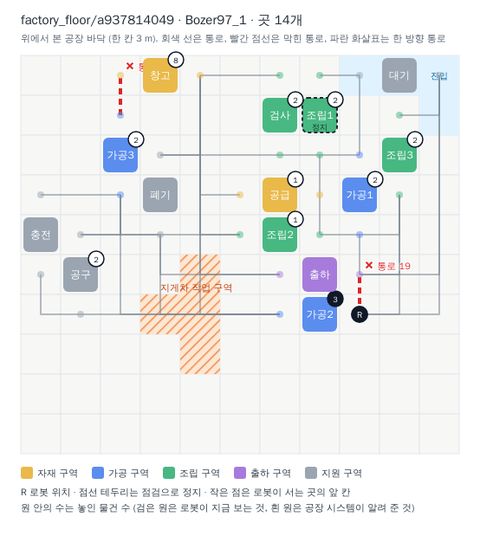 factory_floor/a937814049 · Bozer97_1 · 곳 14개
위에서 본 공장 바닥 (한 칸 3 m). 회색 선은 통로, 빨간 점선은 막힌 통로, 파란 화살표는 한 방향 통로
8
창고
대기
2
2
검사
조립1
정지
2
2
가공3
조립3
1
2
폐기
공급
가공1
1
충전
조립2
2
공구
출하
통로 19
지게차 작업 구역
3
가공2
R
자재 구역
가공 구역
조립 구역
출하 구역
지원 구역
R 로봇 위치 · 점선 테두리는 점검으로 정지 · 작은 점은 로봇이 서는 곳의 앞 칸
원 안의 수는 놓인 물건 수 (검은 원은 로봇이 지금 보는 것, 흰 원은 공장 시스템이 알려 준 것)